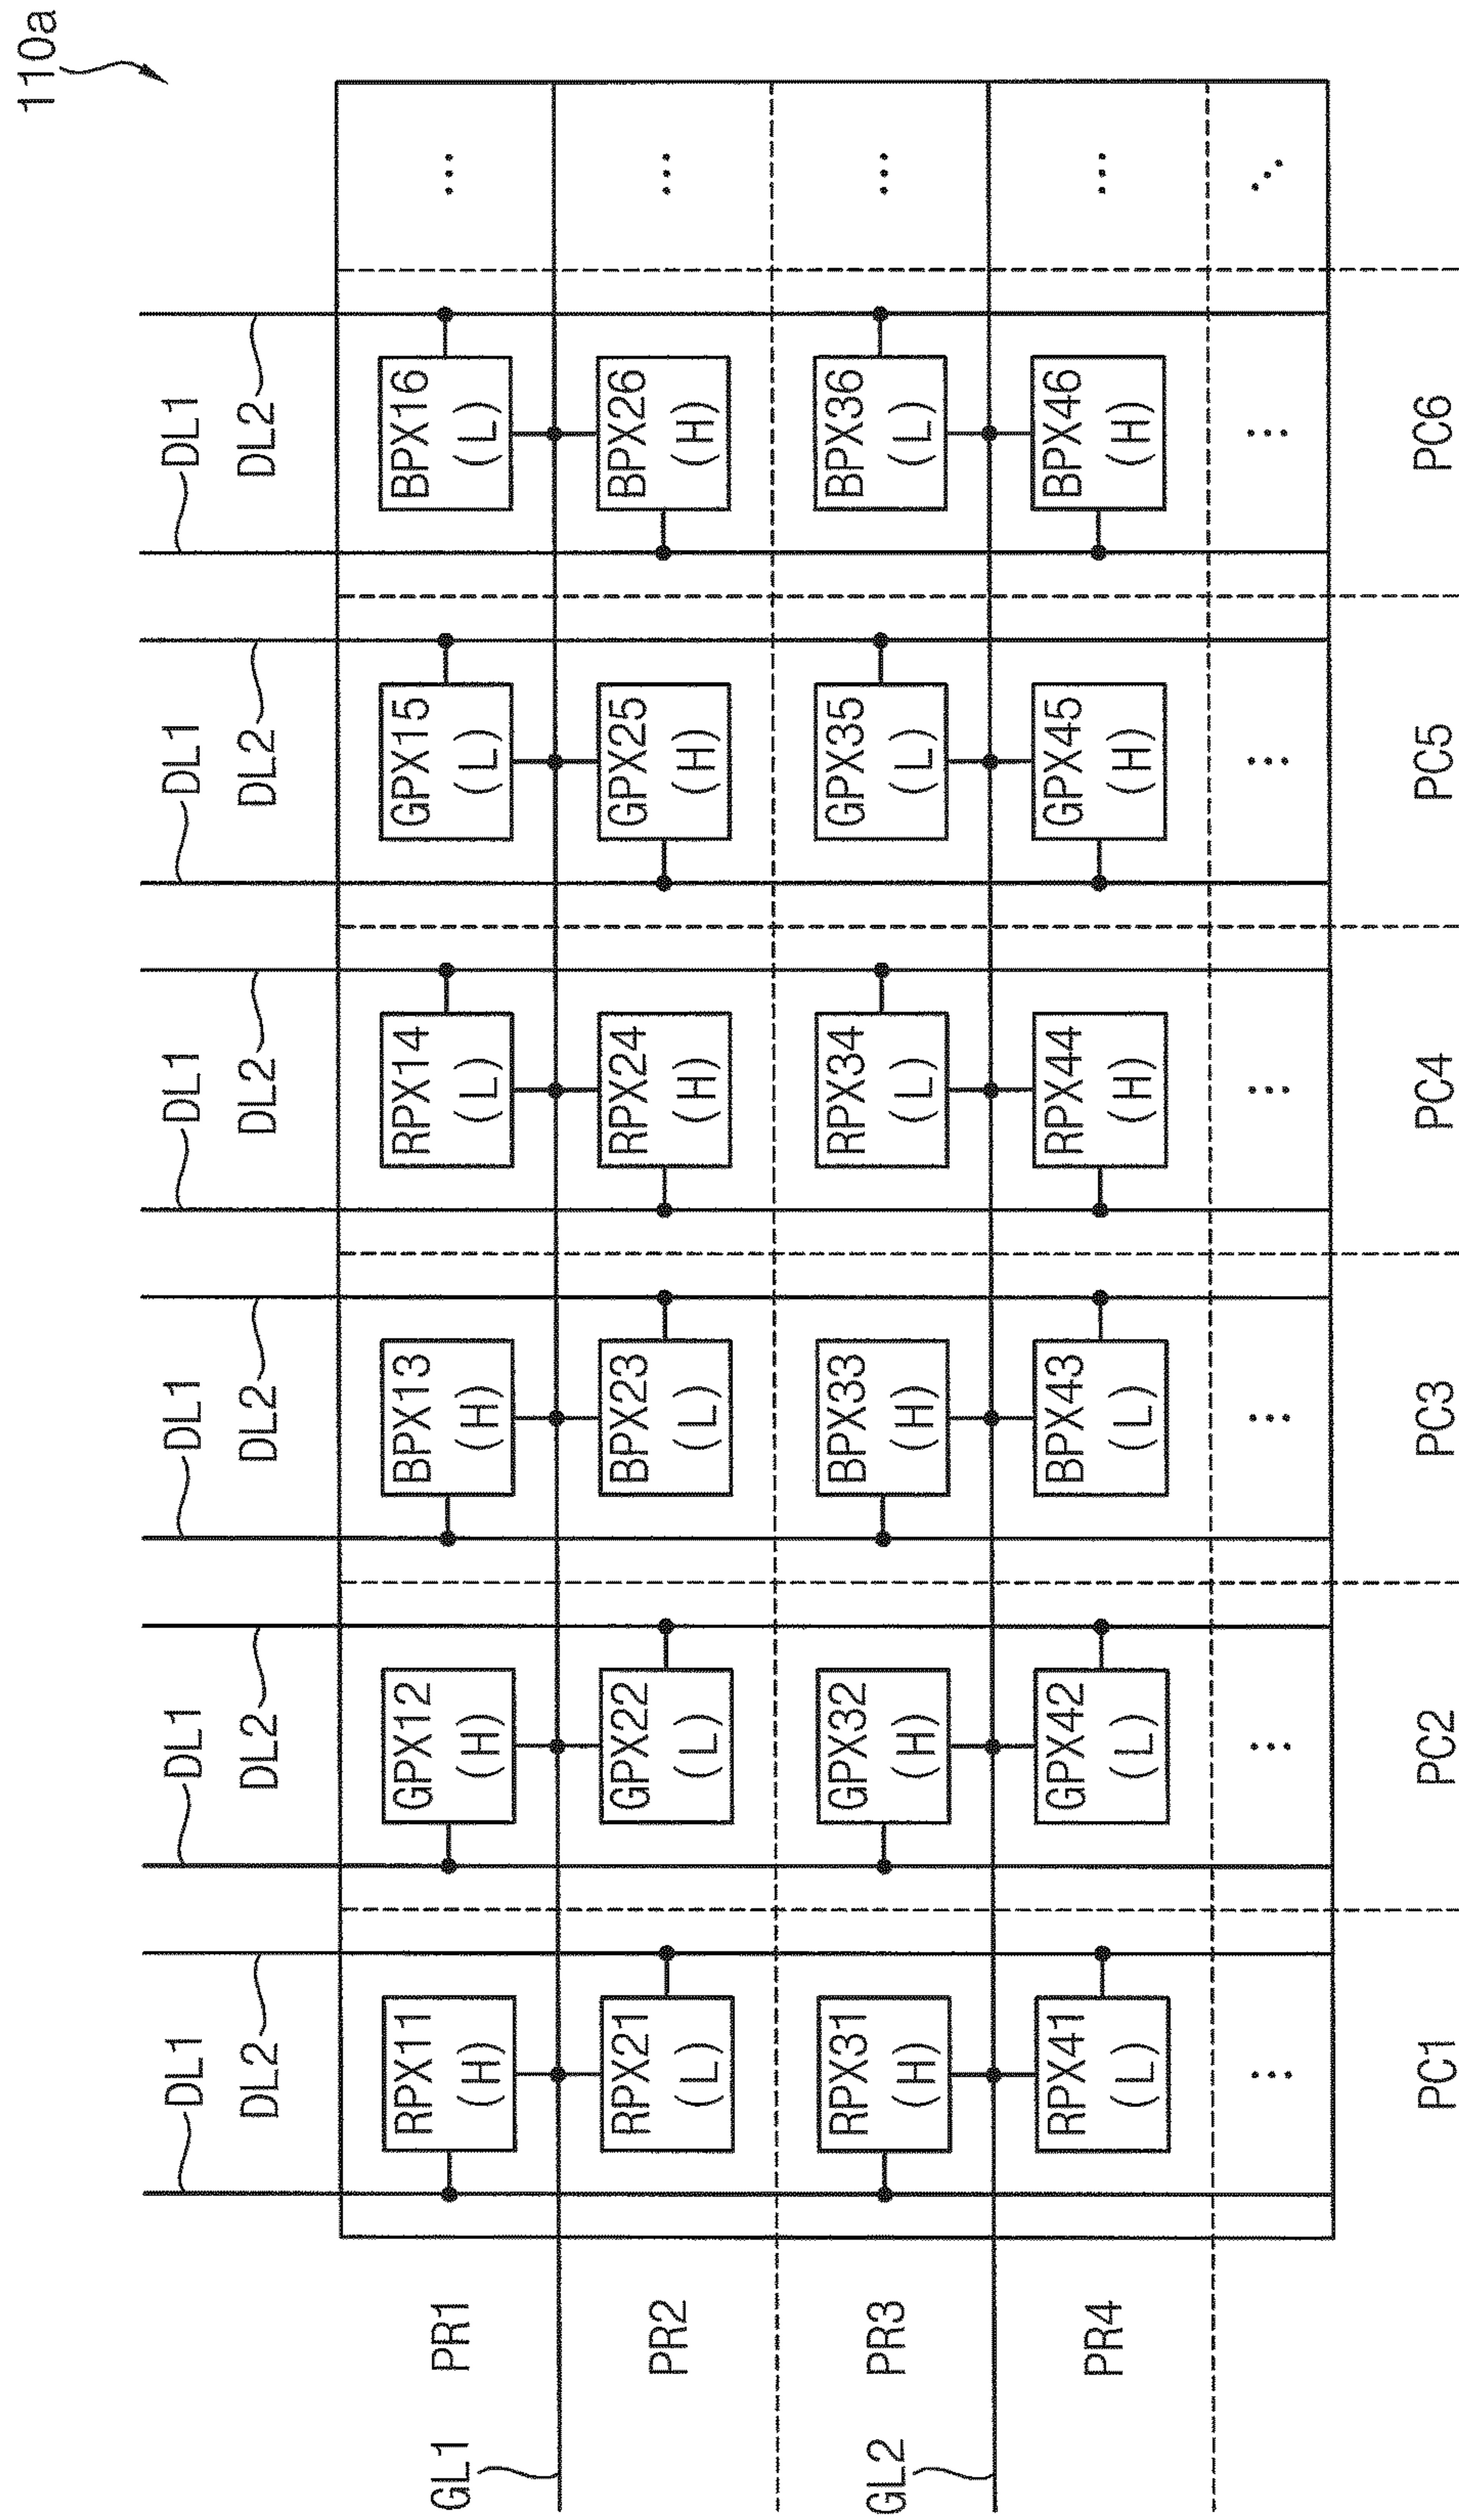 110a
DL1 DL1 DL1 DL1 DL1 DL1
DL2 DL2 DL2 DL2 DL2 DL2
PR1 RPX11 GPX12 BPX13 RPX14 GPX15 BPX16 ...
(H) (H) (H) (L) (L) (L)
GL1
PR2 RPX21 GPX22 BPX23 RPX24 GPX25 BPX26 ...
(L) (L) (L) (H) (H) (H)
PR3 RPX31 GPX32 BPX33 RPX34 GPX35 BPX36 ...
(H) (H) (H) (L) (L) (L)
GL2
PR4 RPX41 GPX42 BPX43 RPX44 GPX45 BPX46 ...
(L) (L) (L) (H) (H) (H)
PC1 PC2 PC3 PC4 PC5 PC6